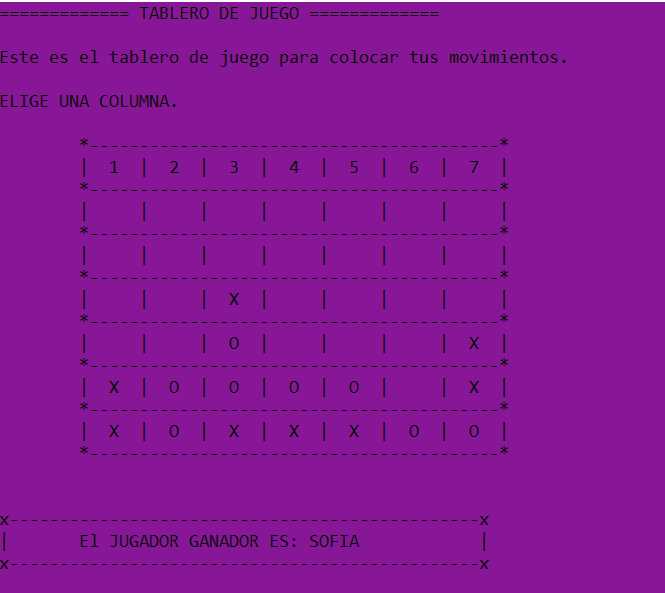 ============= TABLERO DE JUEGO =============
Este es el tablero de juego para colocar tus movimientos.
ELIGE UNA COLUMNA.
*-----------------------------------------*
|  1  |  2  |  3  |  4  |  5  |  6  |  7  |
*-----------------------------------------*
|     |     |     |     |     |     |     |
*-----------------------------------------*
|     |     |     |     |     |     |     |
*-----------------------------------------*
|     |     |  X  |     |     |     |     |
*-----------------------------------------*
|     |     |  O  |     |     |     |  X  |
*-----------------------------------------*
|  X  |  O  |  O  |  O  |  O  |     |  X  |
*-----------------------------------------*
|  X  |  O  |  X  |  X  |  X  |  O  |  O  |
*-----------------------------------------*
x-----------------------------------------------x
|       El JUGADOR GANADOR ES: SOFIA            |
x-----------------------------------------------x